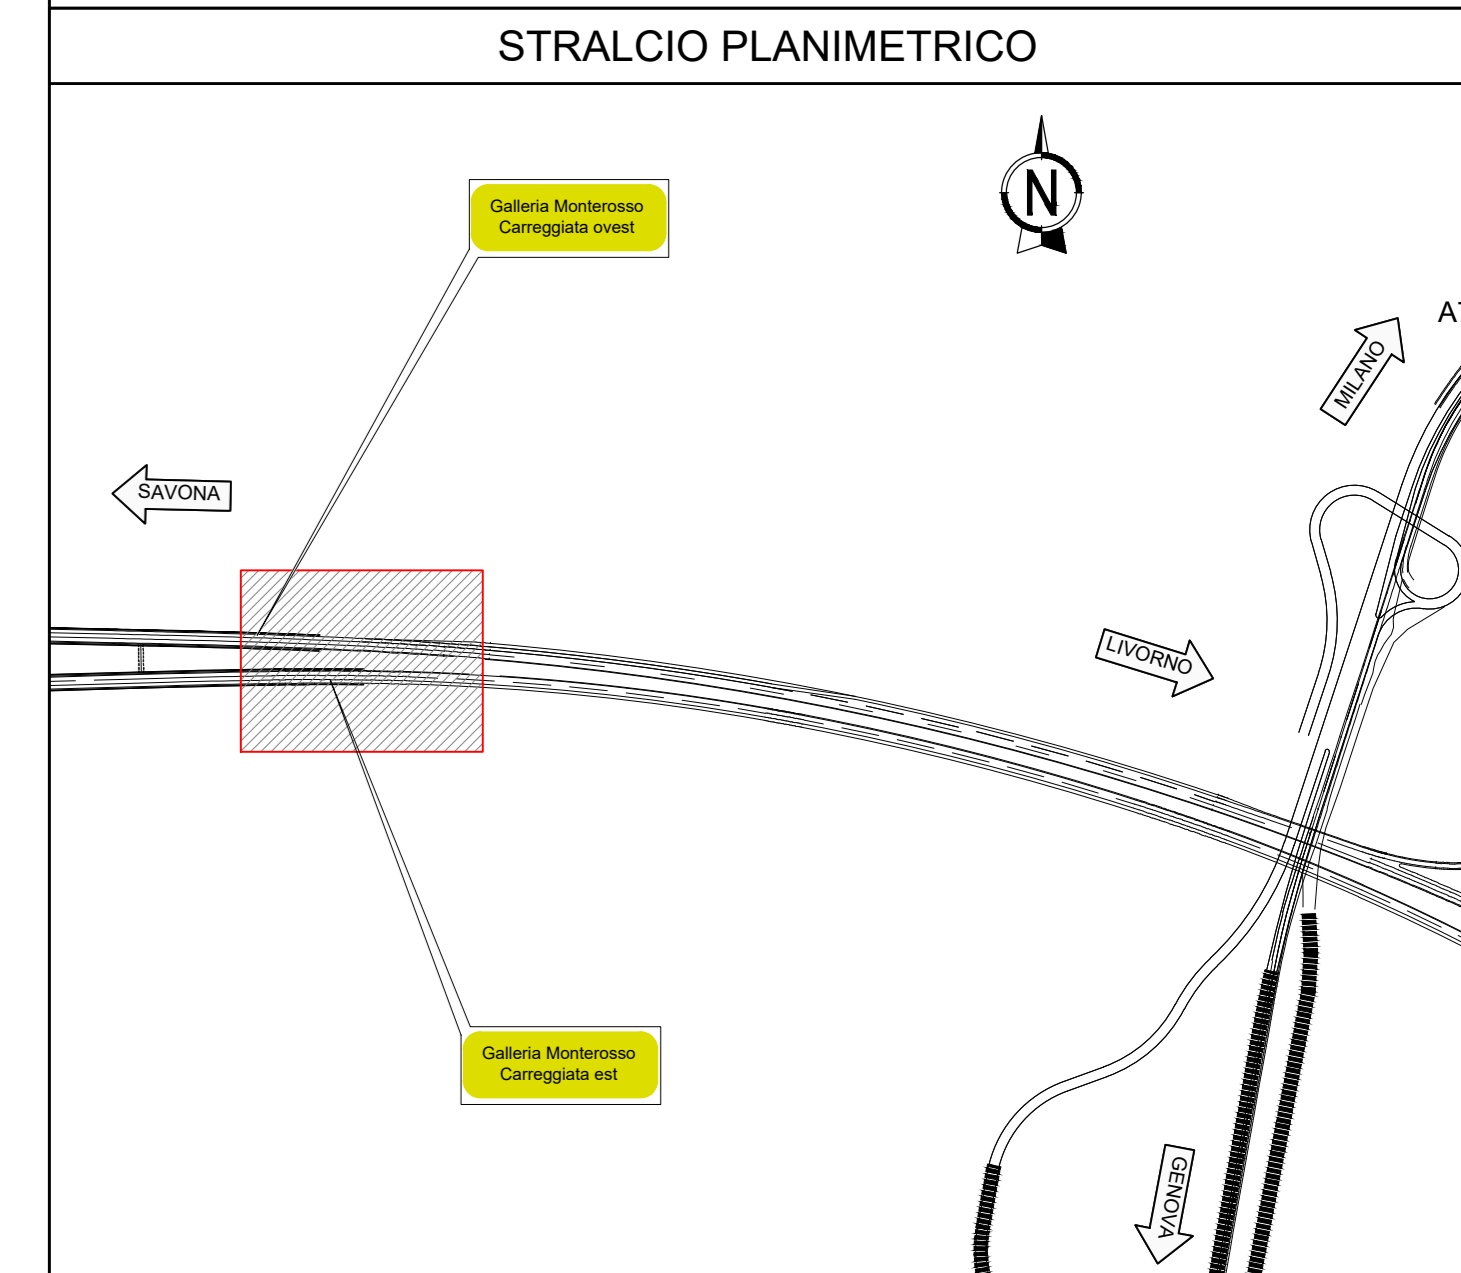 STRALCIO PLANIMETRICO
Galleria Monterosso
Carreggiata ovest
N
MILANO
SAVONA
LIVORNO
Galleria Monterosso
Carreggiata est
GENOVA